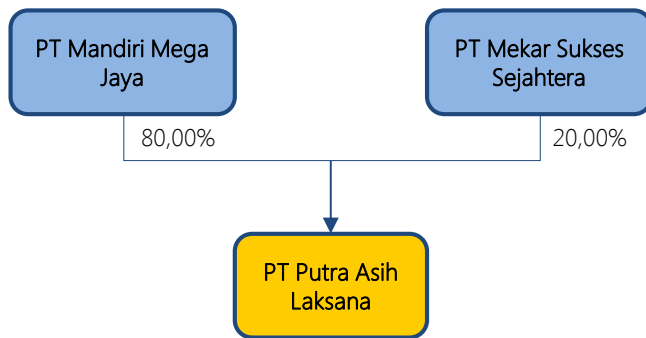 PT Mandiri Mega
Jaya
PT Mekar Sukses
Sejahtera
80,00%
20,00%
PT Putra Asih
Laksana